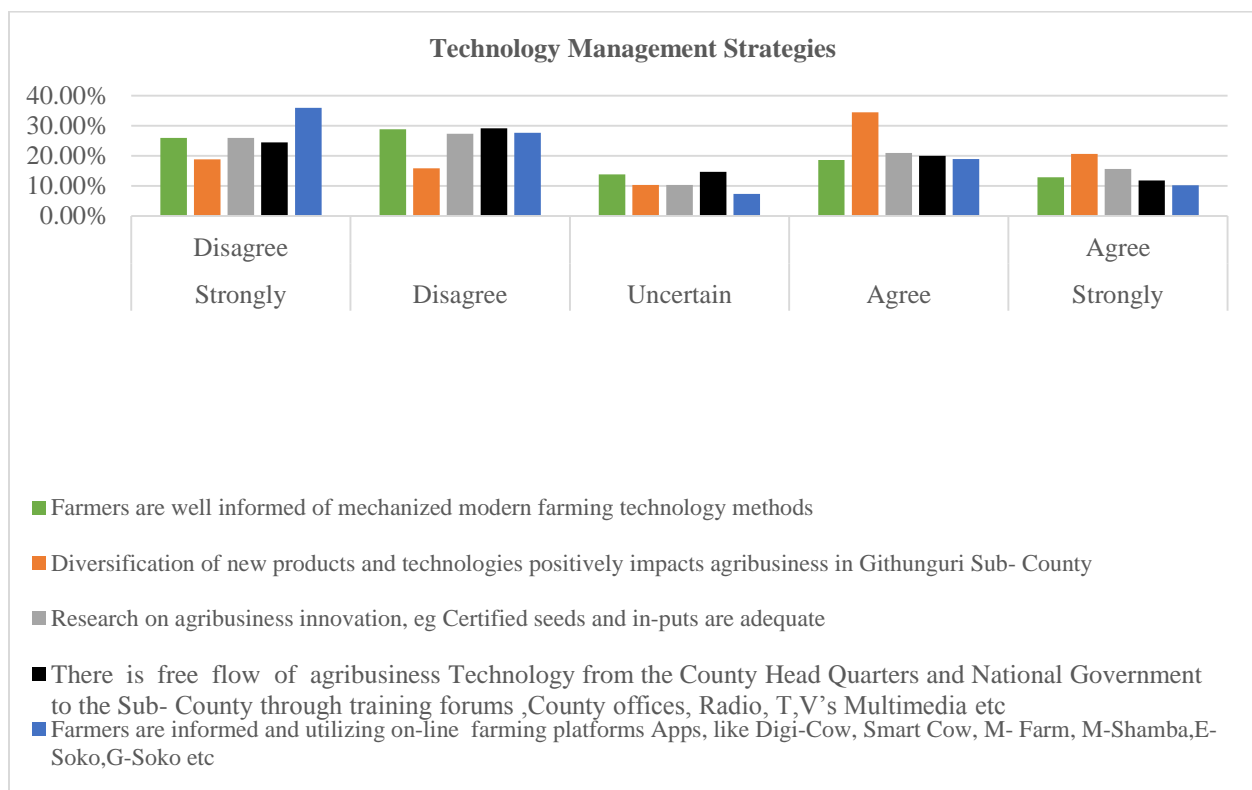 Technology Management Strategies
40.00%
30.00%
20.00%
10.00%
0.00%
Disagree
Agree
Strongly
Disagree
Uncertain
Agree
Strongly
Farmers are well informed of mechanized modern farming technology methods
Diversification of new products and technologies positively impacts agribusiness in Githunguri Sub- County
Research on agribusiness innovation, eg Certified seeds and in-puts are adequate
There is free flow of agribusiness Technology from the County Head Quarters and National Government
to the Sub- County through training forums ,County offices, Radio, T,V’s Multimedia etc
Farmers are informed and utilizing on-line farming platforms Apps, like Digi-Cow, Smart Cow, M- Farm, M-Shamba,E-
Soko,G-Soko etc